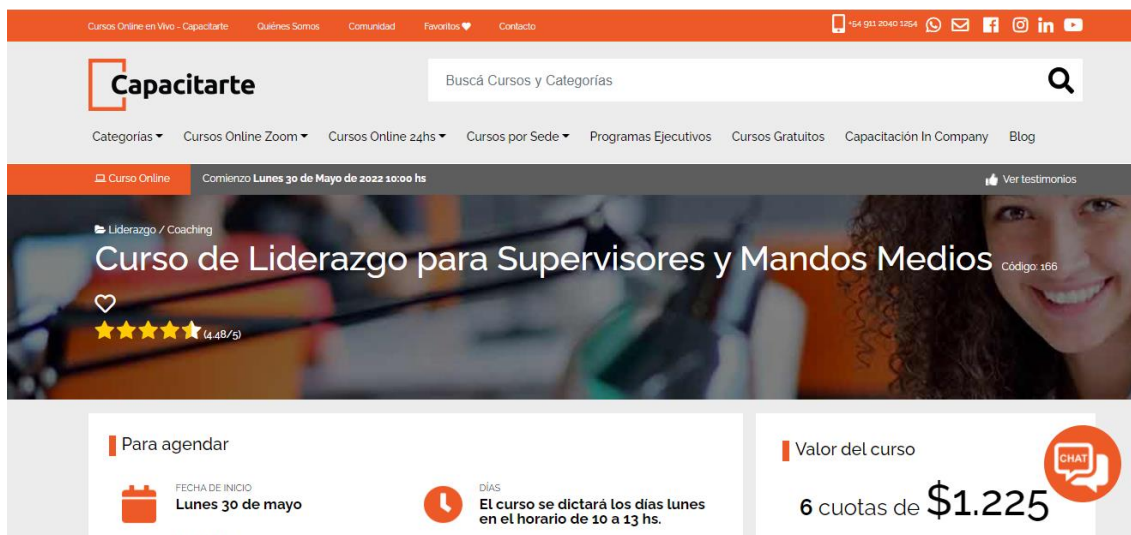 Cursos Online en Vivo - Capacitarte Quiénes Somos Comunidad Favoritos Contacto +54 911 2040 1254
Capacitarte
Buscá Cursos y Categorías
Categorías Cursos Online Zoom Cursos Online 24hs Cursos por Sede Programas Ejecutivos Cursos Gratuitos Capacitación In Company Blog
Curso Online Comienzo Lunes 30 de Mayo de 2022 10:00 hs Ver testimonios
Liderazgo / Coaching
Curso de Liderazgo para Supervisores y Mandos Medios Código: 166
(4.48/5)
Para agendar
FECHA DE INICIO
Lunes 30 de mayo
DÍAS
El curso se dictará los días lunes
en el horario de 10 a 13 hs.
Valor del curso
6 cuotas de $1.225
CHAT